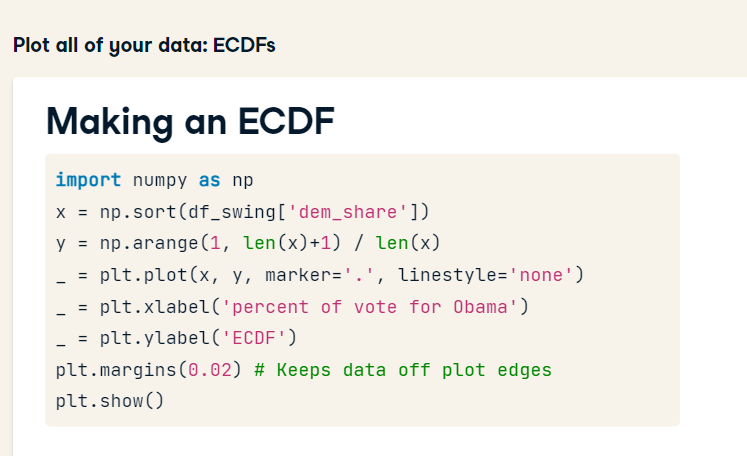 Plot all of your data: ECDFs
Making an ECDF
import numpy as np
x = np.sort(df_swing['dem_share'])
y = np.arange(1, len(x)+1) / len(x)
_ = plt.plot(x, y, marker='.', linestyle='none')
_ = plt.xlabel('percent of vote for Obama')
_ = plt.ylabel('ECDF')
plt.margins(0.02) # Keeps data off plot edges
plt.show()